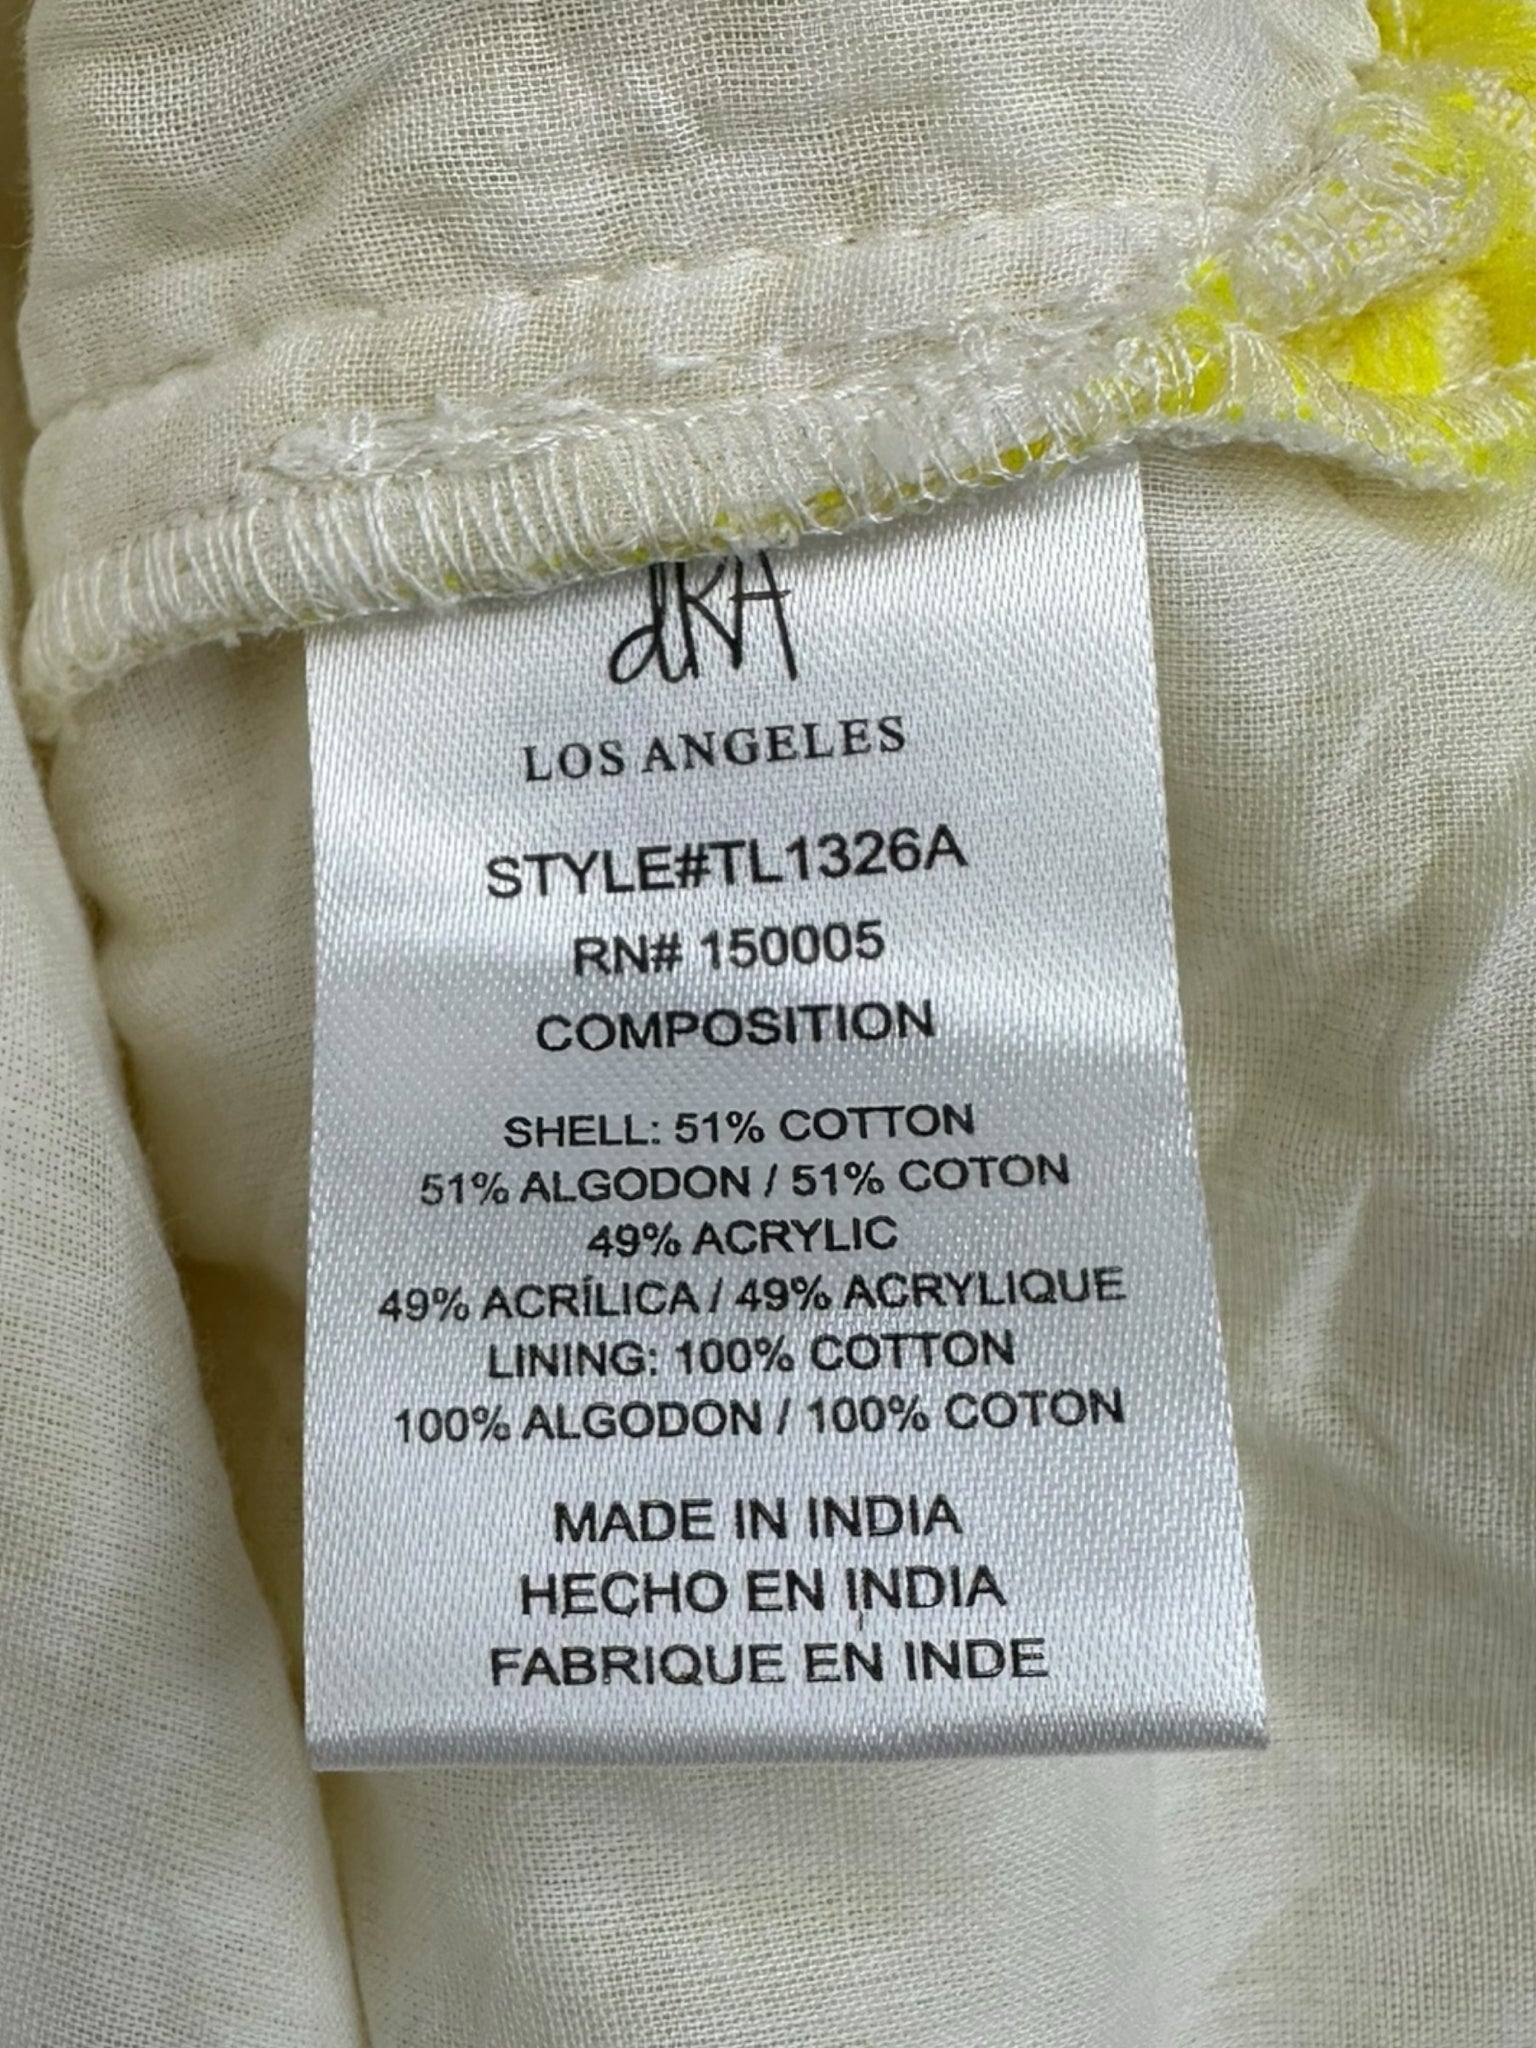 dRA
LOS ANGELES
STYLE#TL1326A
RN# 150005
COMPOSITION
SHELL: 51% COTTON
51% ALGODON / 51% COTON
49% ACRYLIC
49% ACRÍLICA / 49% ACRYLIQUE
LINING: 100% COTTON
100% ALGODON / 100% COTON
MADE IN INDIA
HECHO EN INDIA
FABRIQUE EN INDE